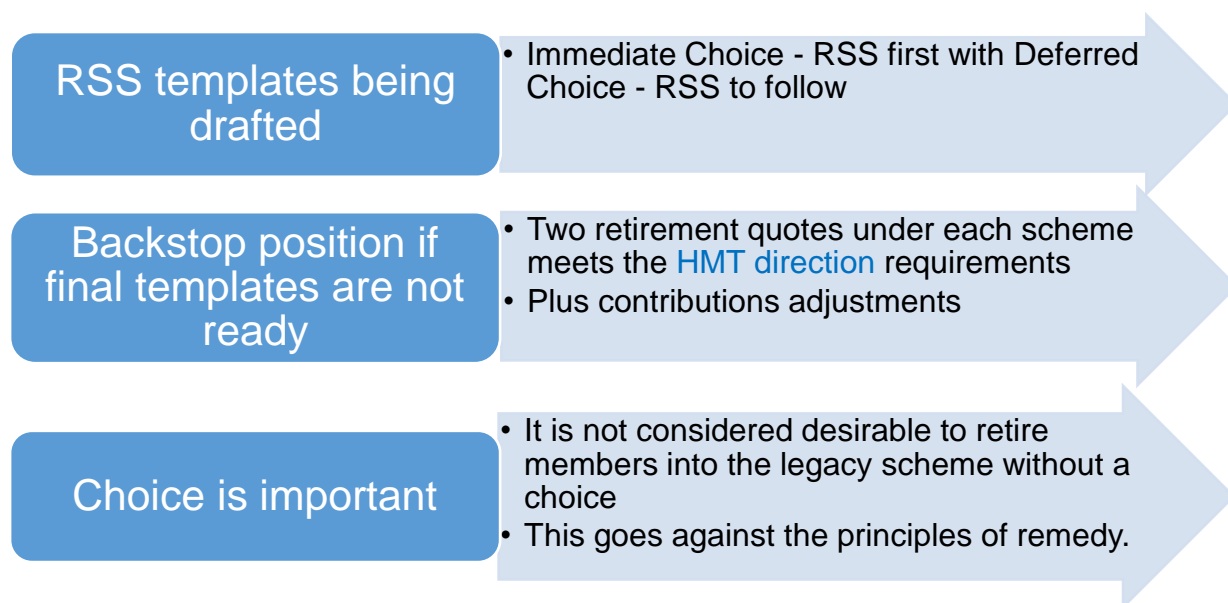 RSS templates being
drafted
• Immediate Choice - RSS first with Deferred
Choice - RSS to follow
Backstop position if
final templates are not
ready
• Two retirement quotes under each scheme
meets the HMT direction requirements
• Plus contributions adjustments
Choice is important
• It is not considered desirable to retire
members into the legacy scheme without a
choice
• This goes against the principles of remedy.